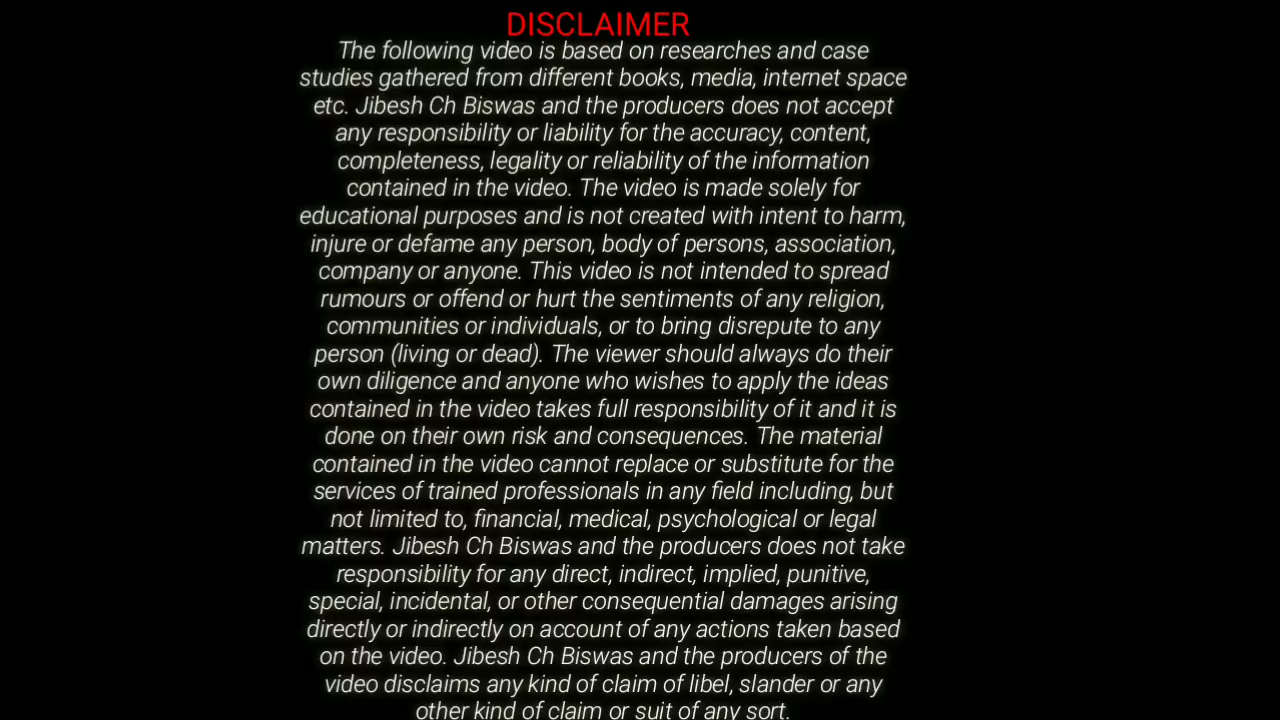 DISCLAIMER
The following video is based on researches and case
studies gathered from different books, media, internet space
etc. Jibesh Ch Biswas and the producers does not accept
any responsibility or liability for the accuracy, content,
completeness, legality or reliability of the information
contained in the video. The video is made solely for
educational purposes and is not created with intent to harm,
injure or defame any person, body of persons, association,
company or anyone. This video is not intended to spread
rumours or offend or hurt the sentiments of any religion,
communities or individuals, or to bring disrepute to any
person (living or dead). The viewer should always do their
own diligence and anyone who wishes to apply the ideas
contained in the video takes full responsibility of it and it is
done on their own risk and consequences. The material
contained in the video cannot replace or substitute for the
services of trained professionals in any field including, but
not limited to, financial, medical, psychological or legal
matters. Jibesh Ch Biswas and the producers does not take
responsibility for any direct, indirect, implied, punitive,
special, incidental, or other consequential damages arising
directly or indirectly on account of any actions taken based
on the video. Jibesh Ch Biswas and the producers of the
video disclaims any kind of claim of libel, slander or any
other kind of claim or suit of any sort.